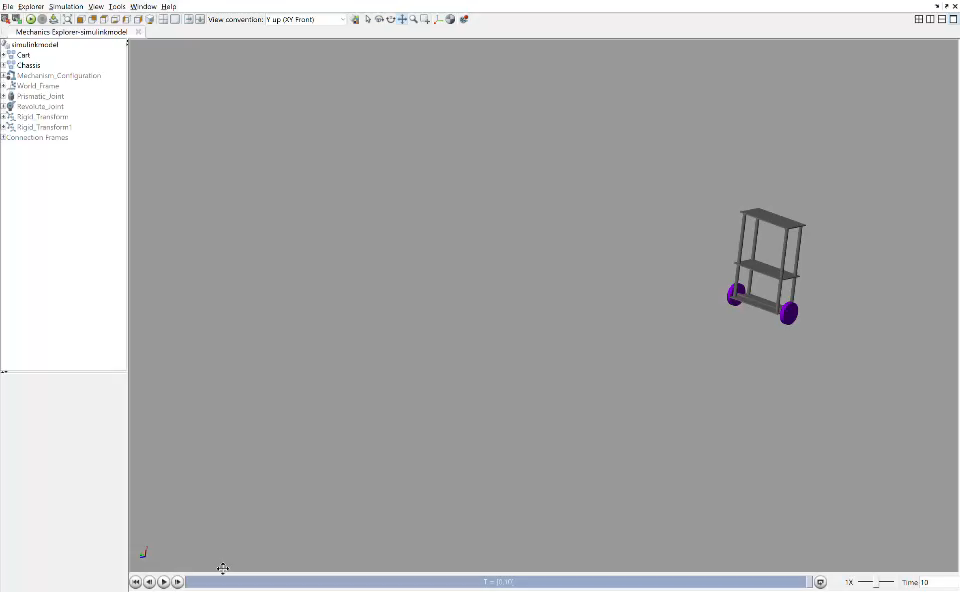 File Explorer Simulation View Tools Window Help
View convention: Y up (XY Front)
Mechanics Explorer-simulinkmodel
simulinkmodel
Cart
Chassis
Mechanism_Configuration
World_Frame
Prismatic_Joint
Revolute_Joint
Rigid_Transform
Rigid_Transform1
Connection Frames
T = [0,10]
1X
Time 10